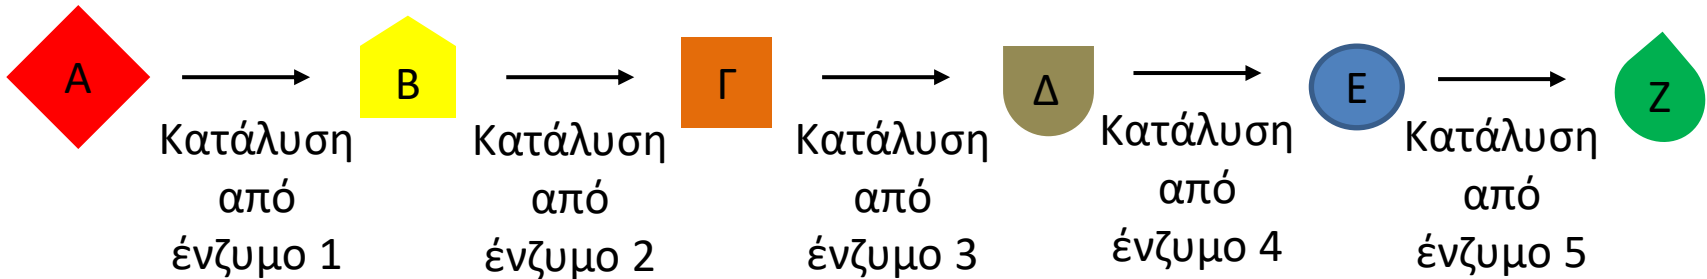 Α
Β
Γ
Δ
Ε
Ζ
Κατάλυση
από
ένζυμο 1
Κατάλυση
από
ένζυμο 2
Κατάλυση
από
ένζυμο 3
Κατάλυση
από
ένζυμο 4
Κατάλυση
από
ένζυμο 5